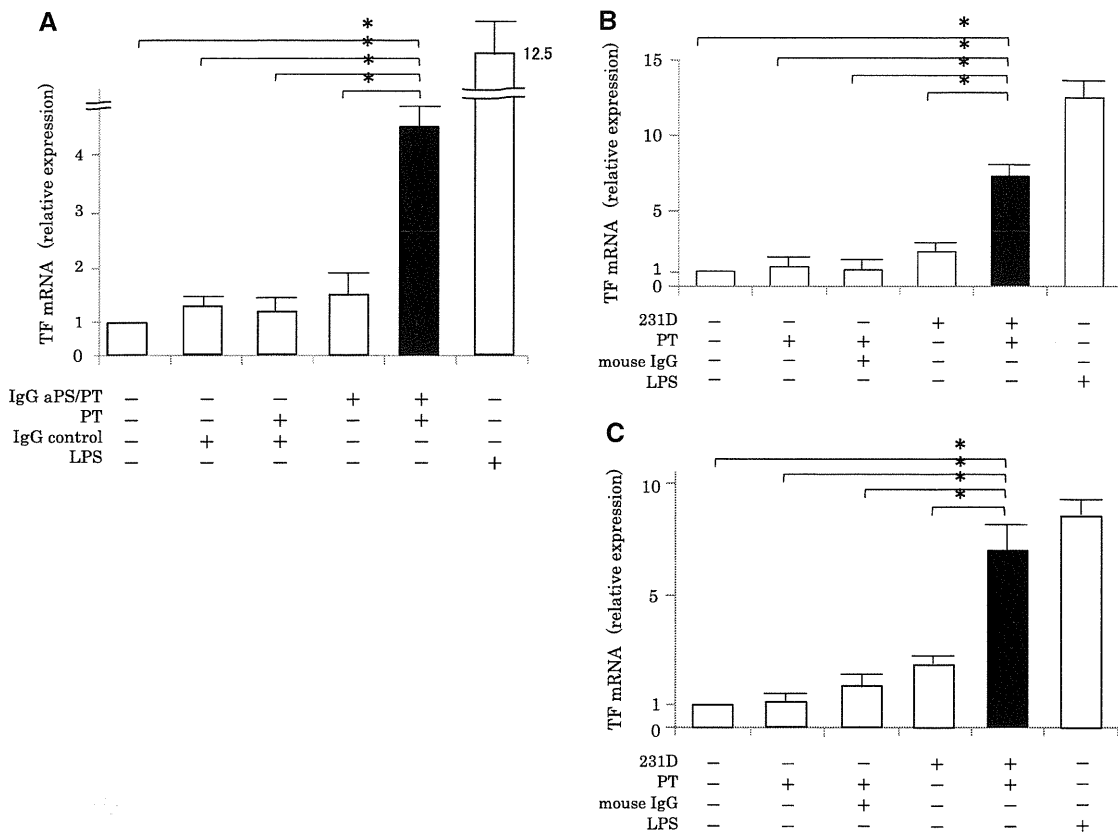 A
*
*
*
*
12.5
TF mRNA (relative expression)
4
3
2
1
0
IgG aPS/PT – – – + + –
PT – – + – + –
IgG control – + + – – –
LPS – – – – – +
B
*
*
*
*
TF mRNA (relative expression)
15
10
5
1
0
231D – – – + + –
PT – + + – + –
mouse IgG – – + – – –
LPS – – – – – +
C
*
*
*
*
TF mRNA (relative expression)
10
5
1
0
231D – – – + + –
PT – + + – + –
mouse IgG – – + – – –
LPS – – – – – +